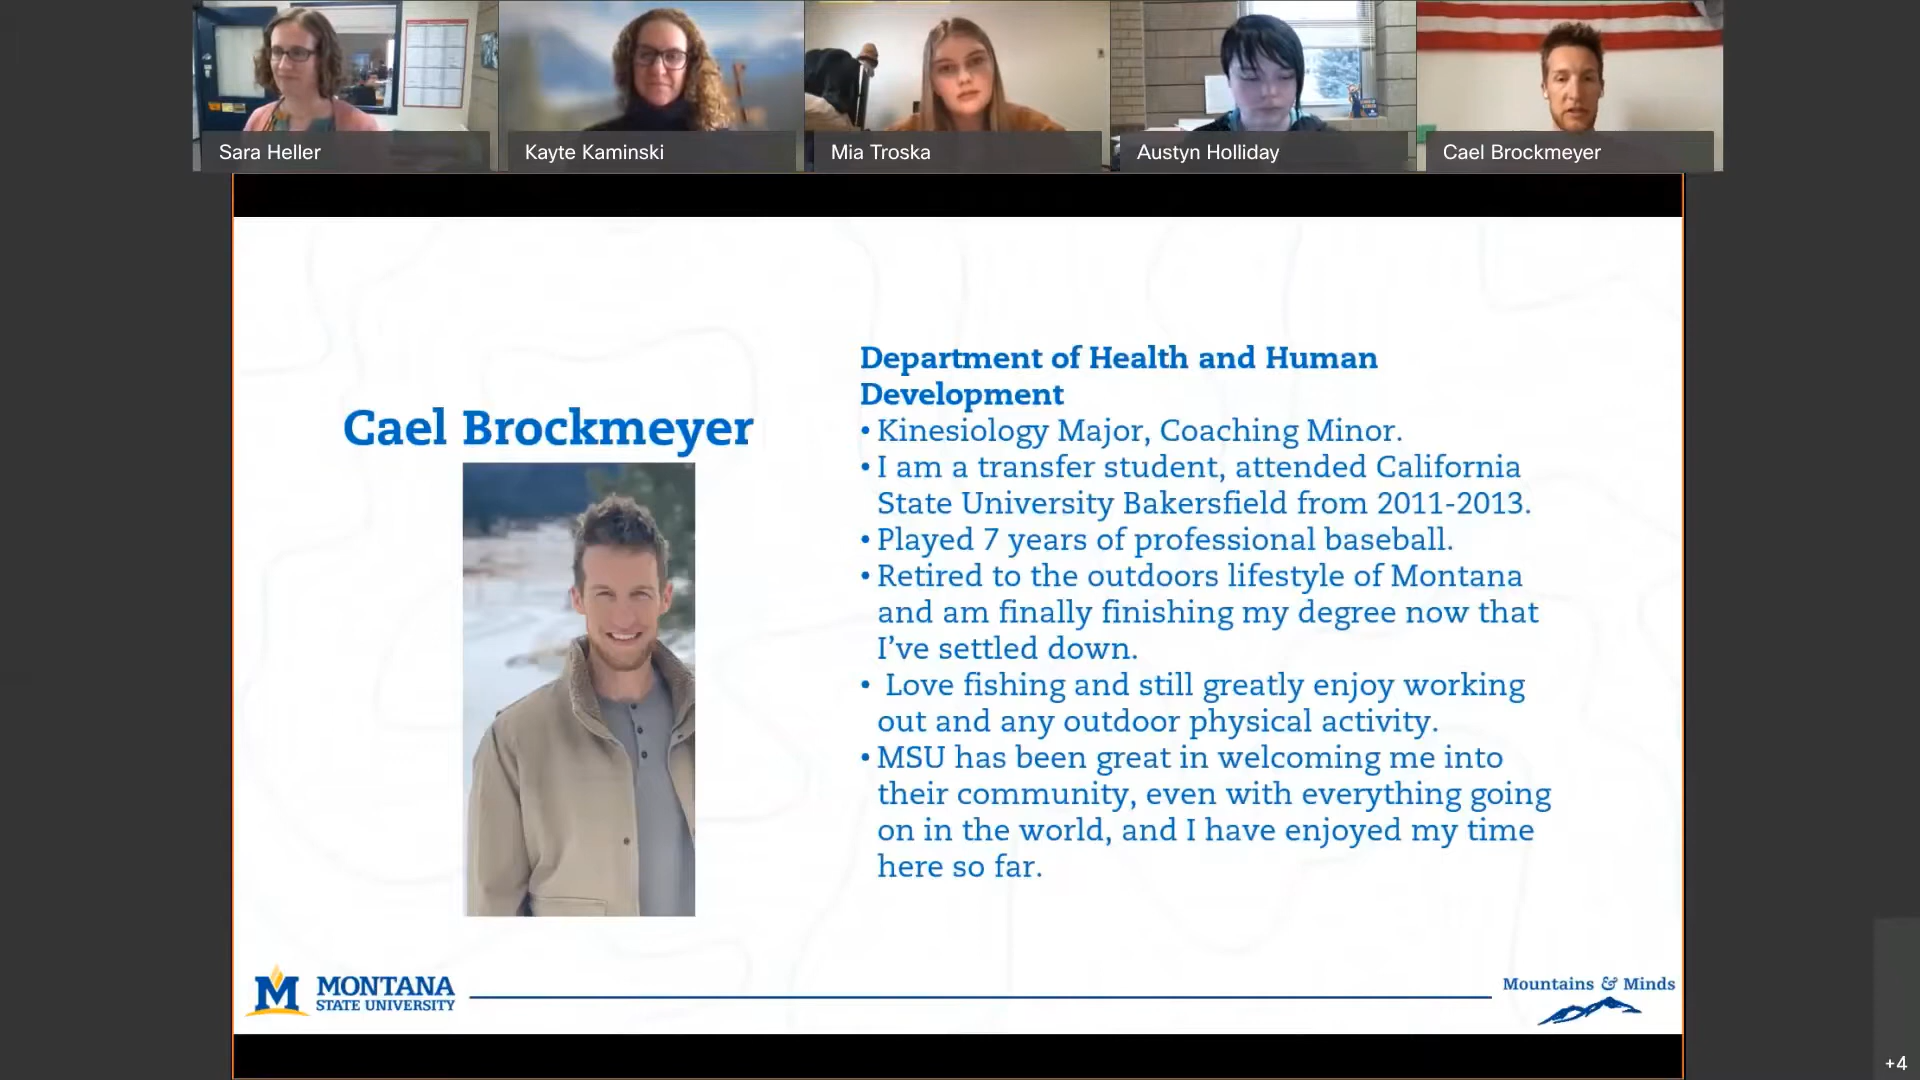 Sara Heller
Kayte Kaminski
Mia Troska
Austyn Holliday
Cael Brockmeyer
Cael Brockmeyer
Department of Health and Human
Development
• Kinesiology Major, Coaching Minor.
• I am a transfer student, attended California
State University Bakersfield from 2011-2013.
• Played 7 years of professional baseball.
• Retired to the outdoors lifestyle of Montana
and am finally finishing my degree now that
I’ve settled down.
• Love fishing and still greatly enjoy working
out and any outdoor physical activity.
• MSU has been great in welcoming me into
their community, even with everything going
on in the world, and I have enjoyed my time
here so far.
M MONTANA
STATE UNIVERSITY
Mountains & Minds
+4